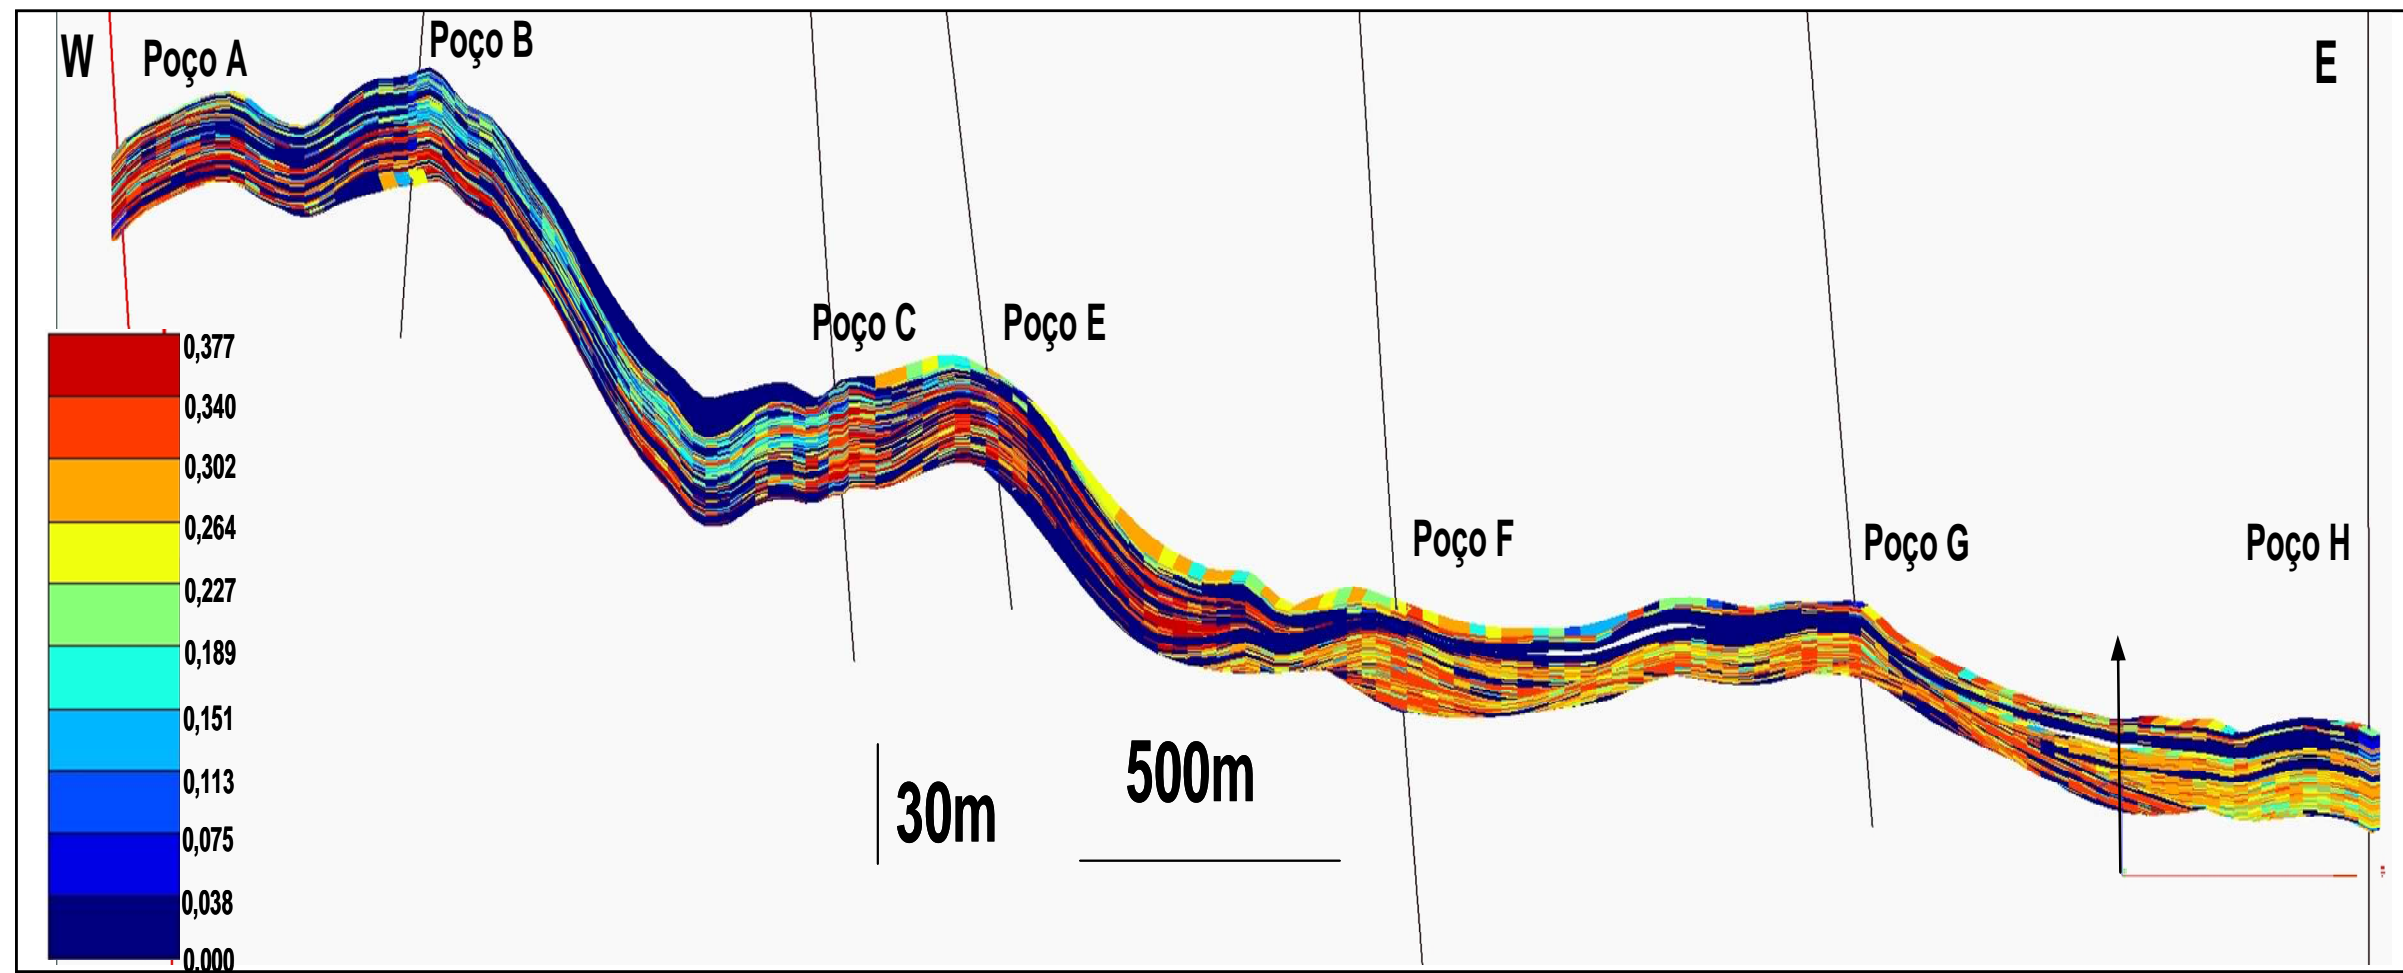 W
Poço A
Poço B
E
Poço C
Poço E
0,377
0,340
0,302
0,264
0,227
0,189
0,151
0,113
0,075
0,038
0.000
Poço F
Poço G
Poço H
500m
30m